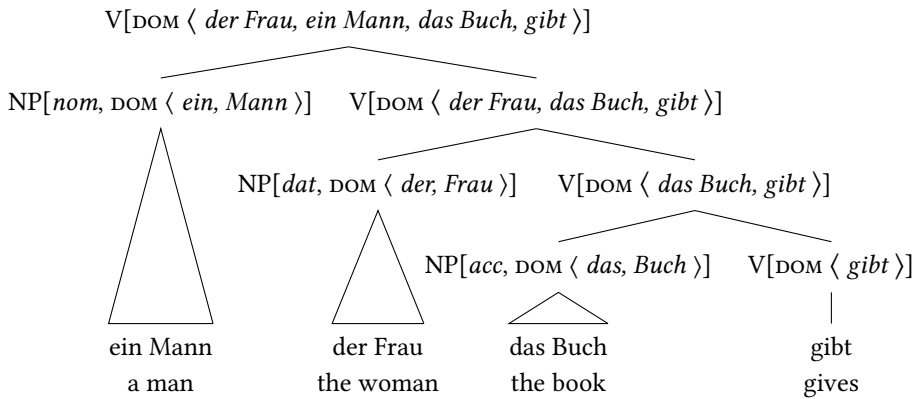 V[DOM ⟨ der Frau, ein Mann, das Buch, gibt ⟩]
NP[nom, DOM ⟨ ein, Mann ⟩] V[DOM ⟨ der Frau, das Buch, gibt ⟩]
NP[dat, DOM ⟨ der, Frau ⟩] V[DOM ⟨ das Buch, gibt ⟩]
NP[acc, DOM ⟨ das, Buch ⟩] V[DOM ⟨ gibt ⟩]
ein Mann der Frau das Buch gibt
a man the woman the book gives